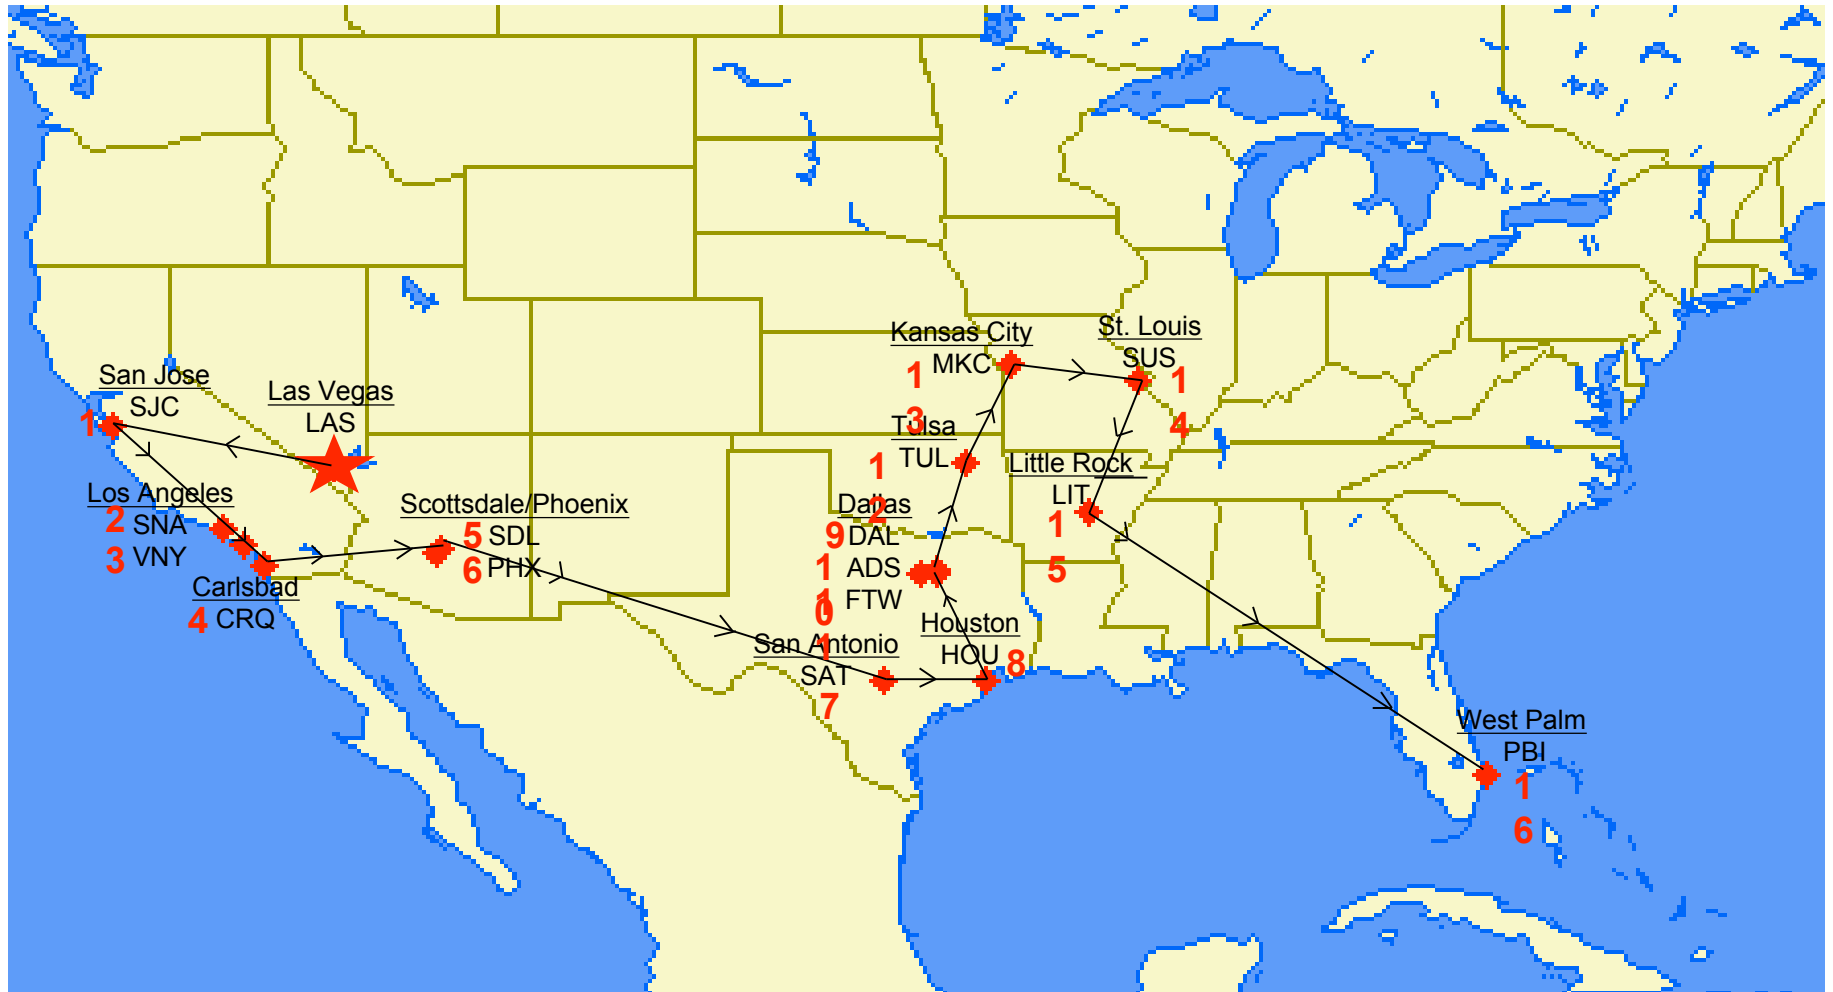 Kansas City
MKC
1
3
St. Louis
SUS
1
4
San Jose
SJC
1
Las Vegas
LAS
Tulsa
TUL
1
2
Little Rock
LIT
1
5
Los Angeles
2 SNA
3 VNY
Scottsdale/Phoenix
5 SDL
6 PHX
Dallas
9 DAL
1 ADS
0
1 FTW
1
Carlsbad
4 CRQ
Houston
HOU 8
San Antonio
SAT
7
West Palm
PBI
1
6